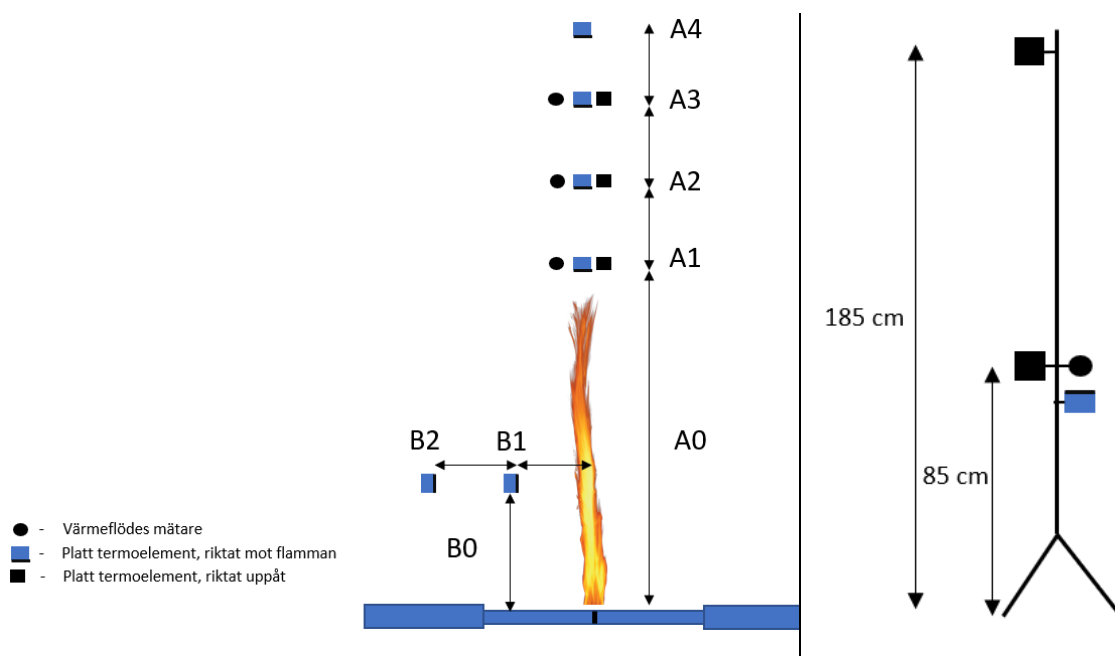 A4
A3
A2
A1
A0
B2
B1
B0
● - Värmeflödes mätare
- Platt termoelement, riktat mot flamman
- Platt termoelement, riktat uppåt
185 cm
85 cm